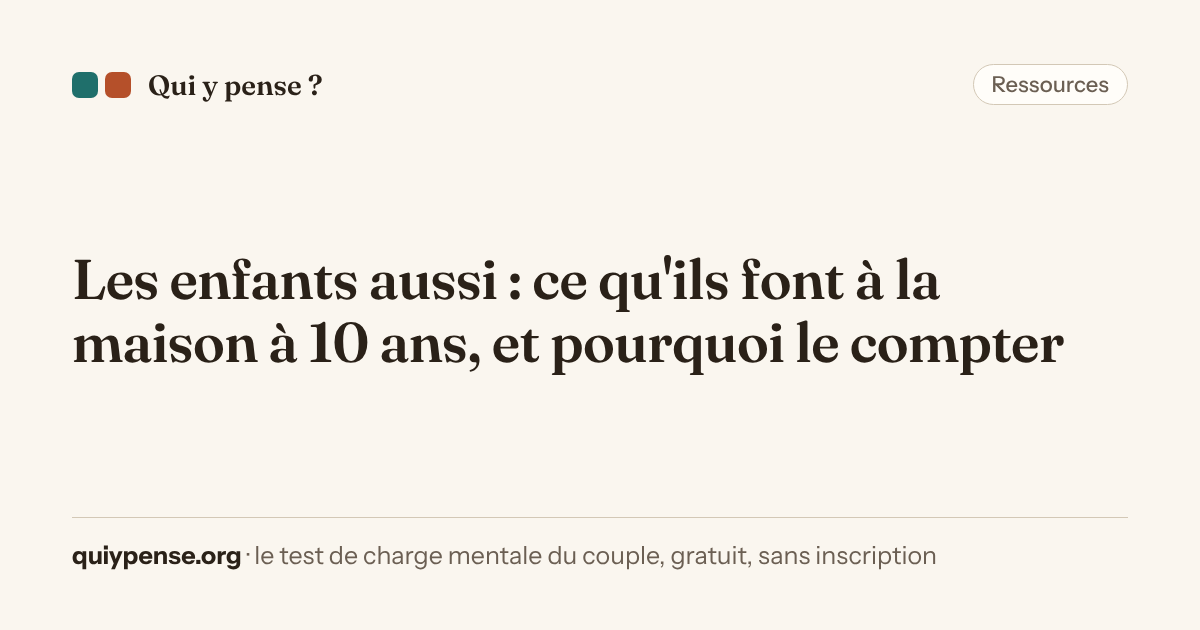 Qui y pense ?
Ressources
Les enfants aussi : ce qu'ils font à la
maison à 10 ans, et pourquoi le compter
quiypense.org · le test de charge mentale du couple, gratuit, sans inscription